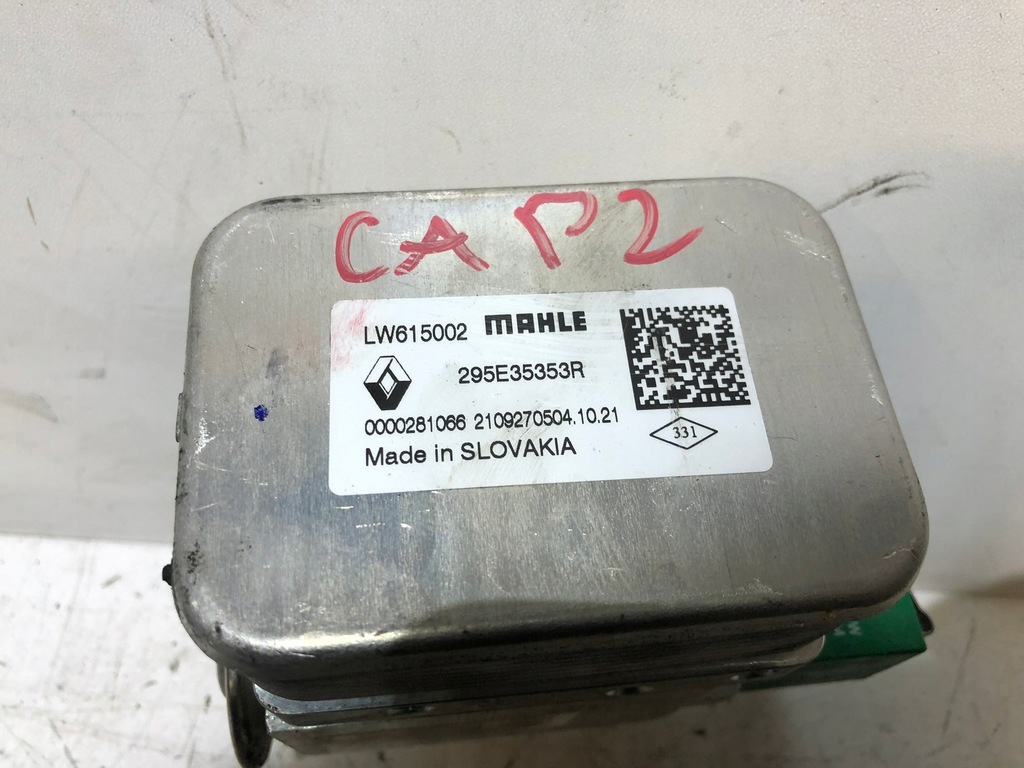 CAP2
LW615002 MAHLE
295E35353R
0000281066 2109270504.10.21
331
Made in SLOVAKIA